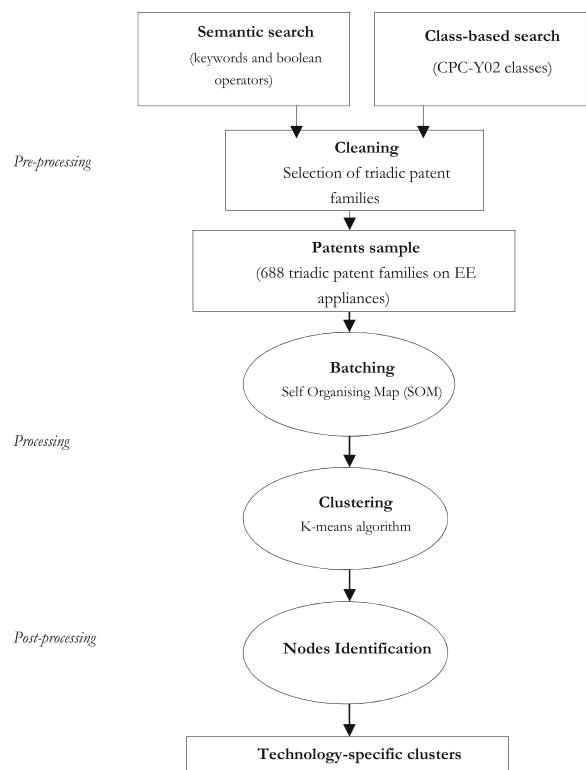 Semantic search
(keywords and boolean
operators)
Class-based search
(CPC-Y02 classes)
Pre-processing
Cleaning
Selection of triadic patent
families
Patents sample
(688 triadic patent families on EE
appliances)
Batching
Self Organising Map (SOM)
Processing
Clustering
K-means algorithm
Post-processing
Nodes Identification
Technology-specific clusters